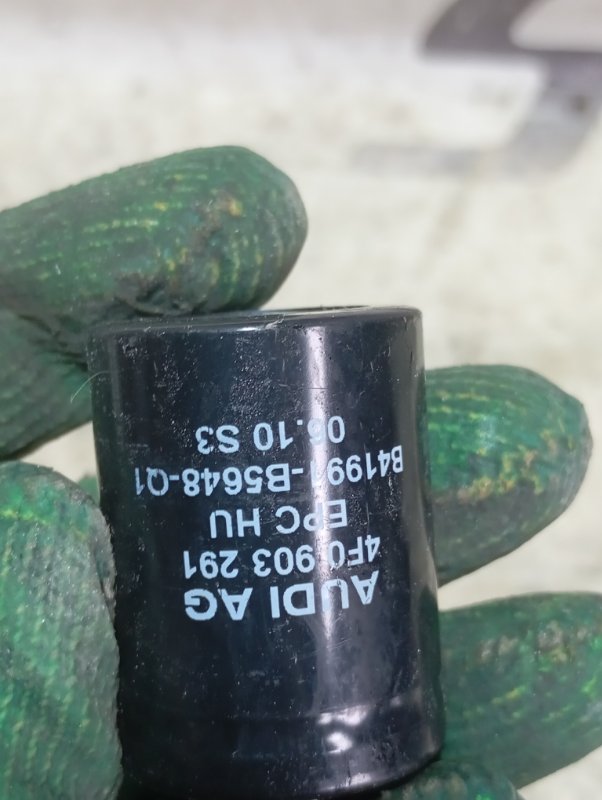 AUDI AG
4F0 903 291
EPC HU
B41991-B5648-Q1
06.10 S3